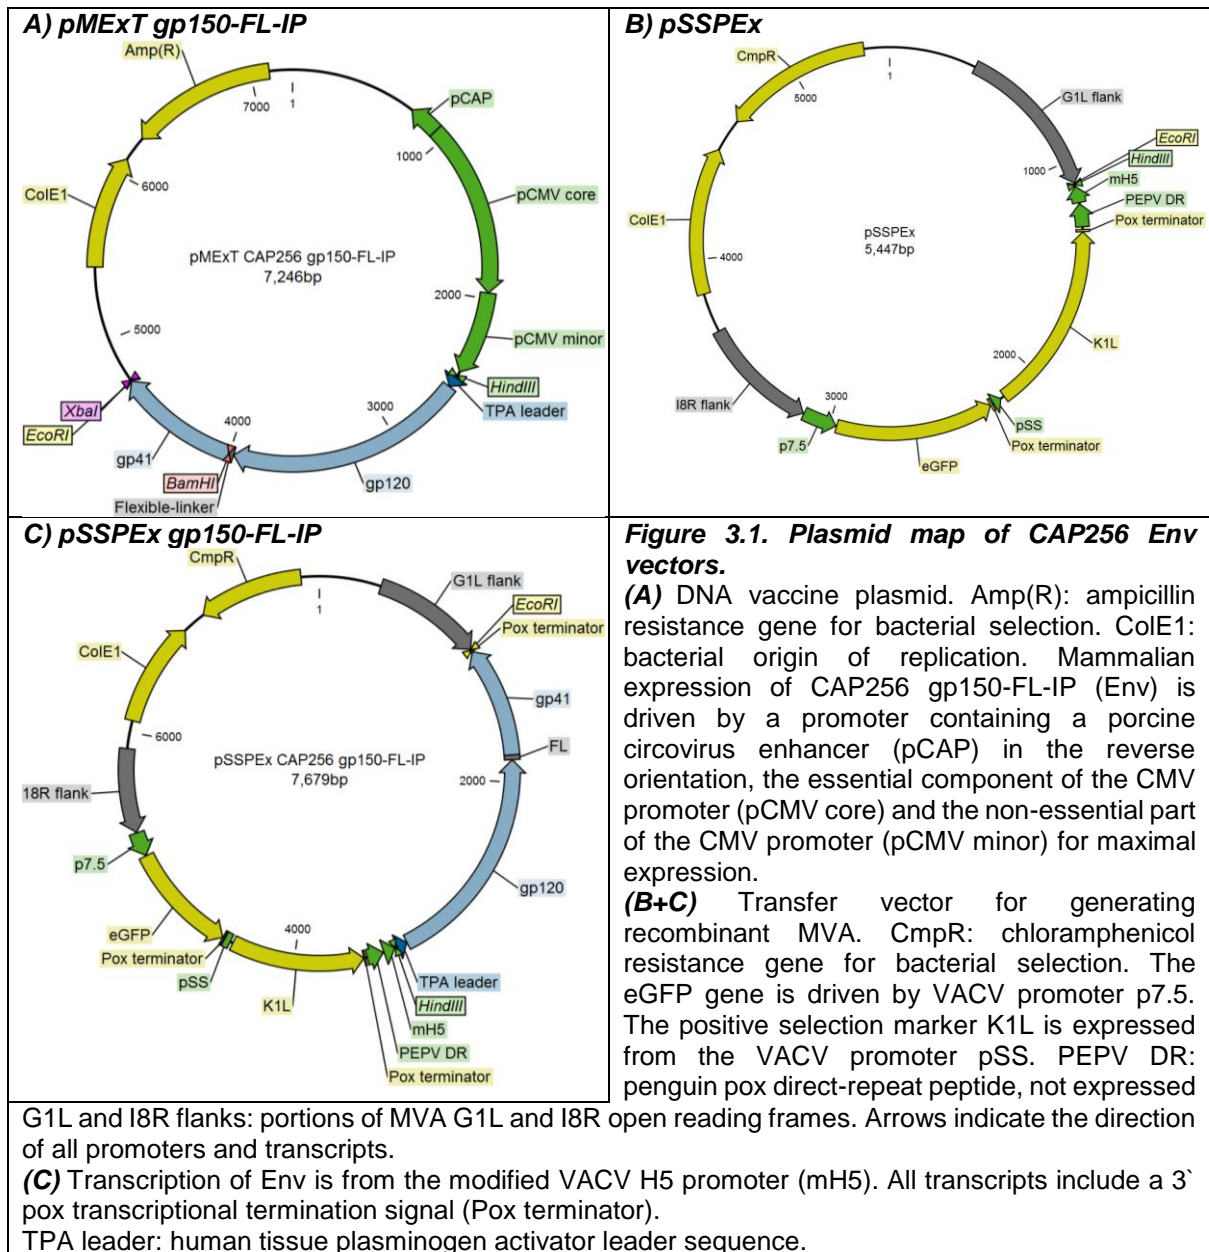 A) pMExT gp150-FL-IP
Amp(R)
7000
1
pCAP
1000
6000
ColE1
pCMV core
pMExT CAP256 gp150-FL-IP
7,246bp
2000
5000
pCMV minor
HindIII
XbaI
3000
TPA leader
EcoRI
4000
gp41
BamHI
gp120
Flexible-linker
B) pSSPEx
CmpR
1
5000
G1L flank
EcoRI
1000
HindIII
mH5
PEPV DR
ColE1
Pox terminator
pSSPEx
5,447bp
4000
K1L
2000
I8R flank
3000
pSS
p7.5
Pox terminator
eGFP
C) pSSPEx gp150-FL-IP
CmpR
G1L flank
1
EcoRI
Pox terminator
ColE1
gp41
6000
FL
pSSPEx CAP256 gp150-FL-IP
7,679bp
2000
18R flank
p7.5
gp120
eGFP
4000
Pox terminator
pSS
TPA leader
K1L
HindIII
mH5
PEPV DR
Pox terminator
Figure 3.1. Plasmid map of CAP256 Env
vectors.
(A) DNA vaccine plasmid. Amp(R): ampicillin
resistance gene for bacterial selection. ColE1:
bacterial origin of replication. Mammalian
expression of CAP256 gp150-FL-IP (Env) is
driven by a promoter containing a porcine
circovirus enhancer (pCAP) in the reverse
orientation, the essential component of the CMV
promoter (pCMV core) and the non-essential part
of the CMV promoter (pCMV minor) for maximal
expression.
(B+C) Transfer vector for generating
recombinant MVA. CmpR: chloramphenicol
resistance gene for bacterial selection. The
eGFP gene is driven by VACV promoter p7.5.
The positive selection marker K1L is expressed
from the VACV promoter pSS. PEPV DR:
penguin pox direct-repeat peptide, not expressed
G1L and I8R flanks: portions of MVA G1L and I8R open reading frames. Arrows indicate the direction
of all promoters and transcripts.
(C) Transcription of Env is from the modified VACV H5 promoter (mH5). All transcripts include a 3`
pox transcriptional termination signal (Pox terminator).
TPA leader: human tissue plasminogen activator leader sequence.